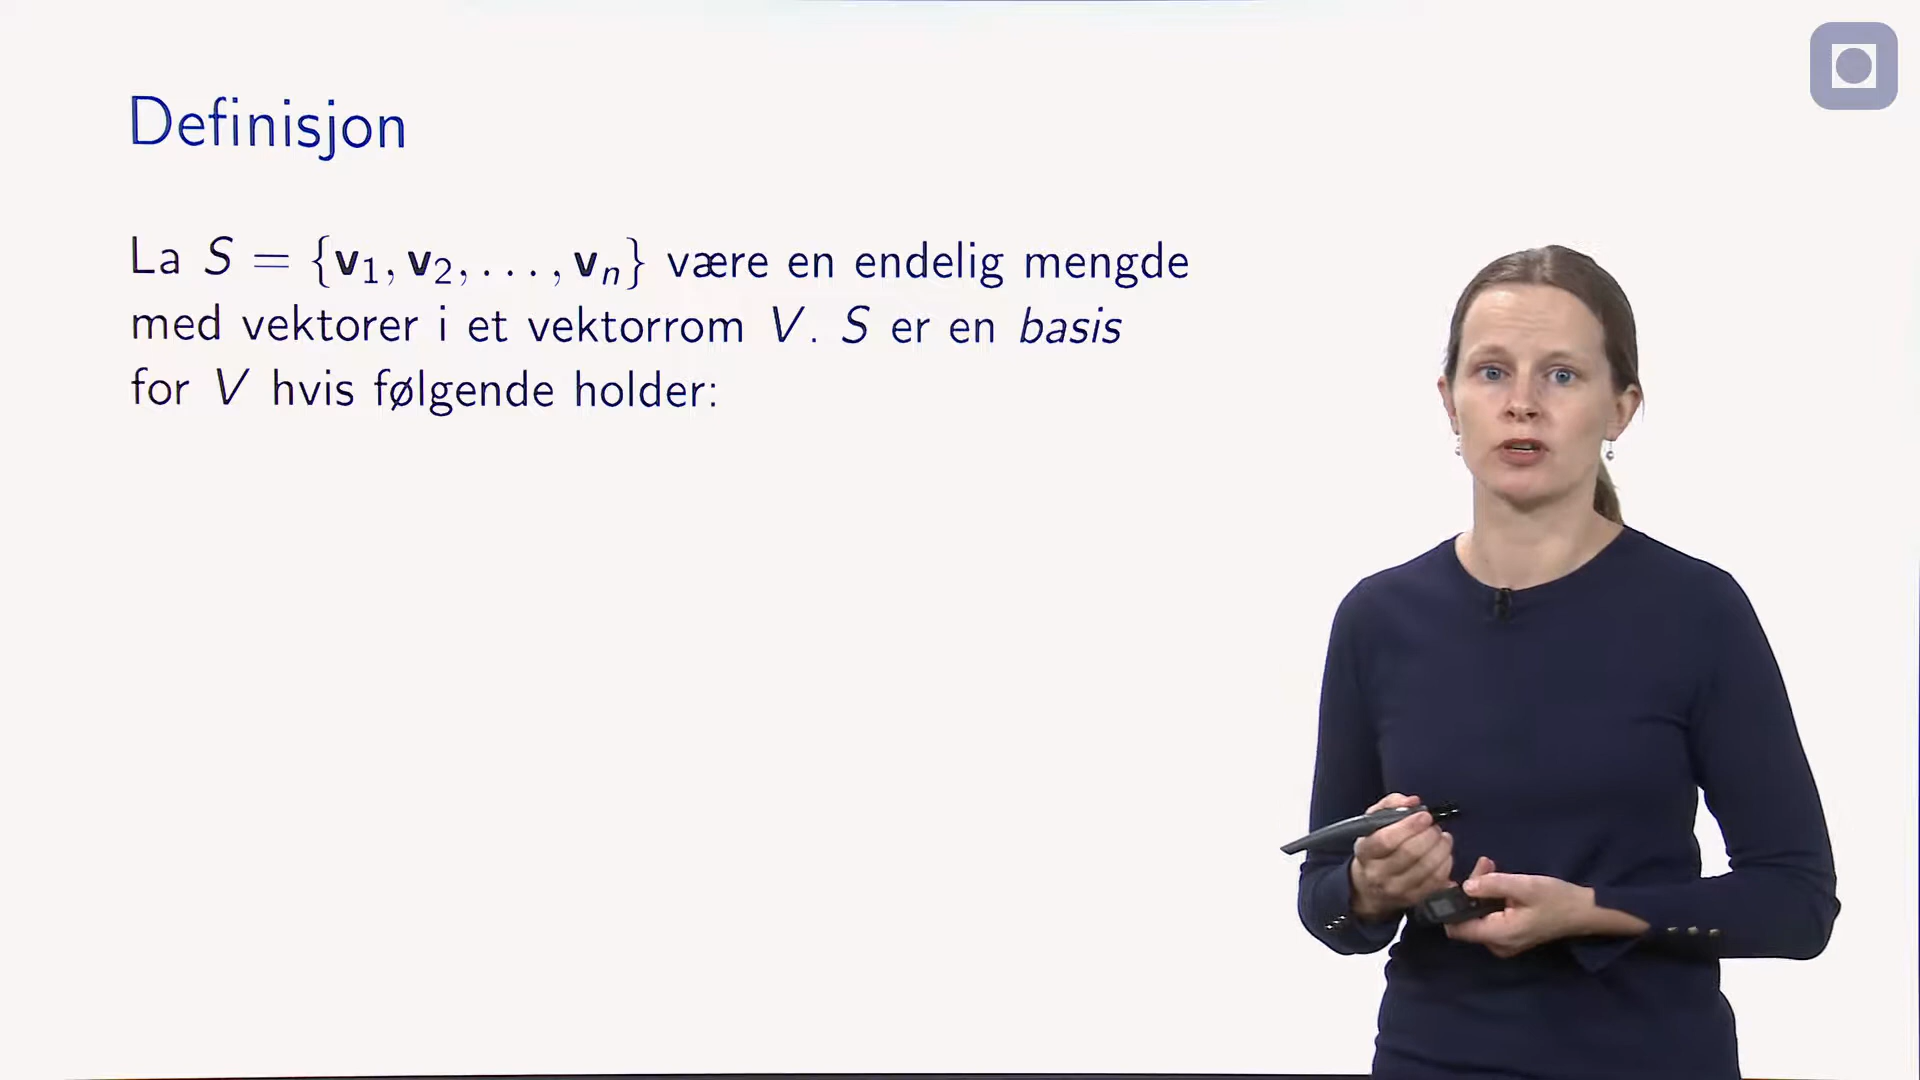 Definisjon
La S = {v₁, v₂, . . . , vₙ} være en endelig mengde
med vektorer i et vektorrom V. S er en basis
for V hvis følgende holder: